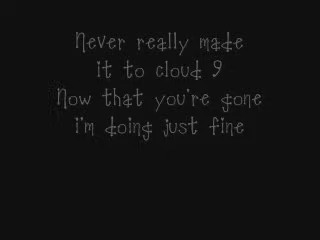 Never really made
it to cloud 9
Now that you're gone
i'm doing just fine